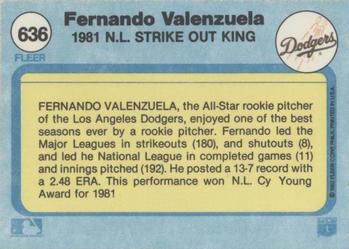 636
FLEER
Fernando Valenzuela
1981 N.L. STRIKE OUT KING
Dodgers
FERNANDO VALENZUELA, the All-Star rookie pitcher
of the Los Angeles Dodgers, enjoyed one of the best
seasons ever by a rookie pitcher. Fernando led the
Major Leagues in strikeouts (180), and shutouts (8),
and led he National League in completed games (11)
and innings pitched (192). He posted a 13-7 record with
a 2.48 ERA. This performance won N.L. Cy Young
Award for 1981